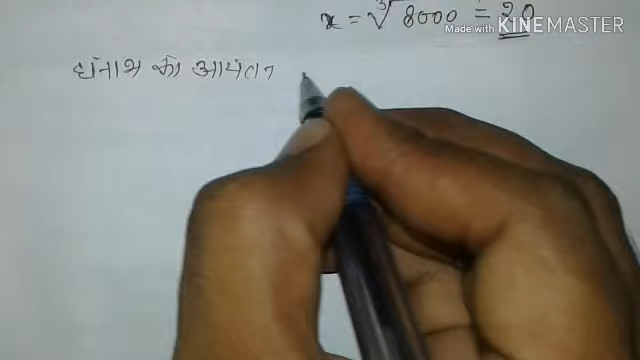 x = ∛8000 = 20
Made with KINEMASTER
घनाभ का आयतन